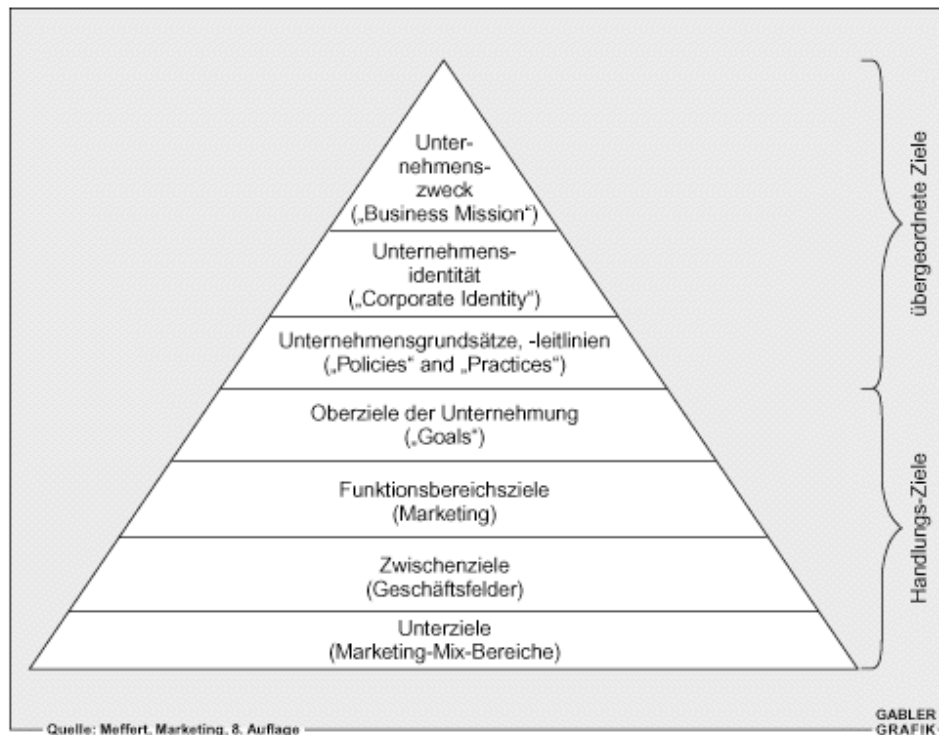 Unter-
nehmens-
zweck
(„Business Mission“)
Unternehmens-
identität
(„Corporate Identity“)
Unternehmensgrundsätze, -leitlinien
(„Policies“ and „Practices“)
Oberziele der Unternehmung
(„Goals“)
Funktionsbereichsziele
(Marketing)
Zwischenziele
(Geschäftsfelder)
Unterziele
(Marketing-Mix-Bereiche)
übergeordnete Ziele
Handlungs-Ziele
Quelle: Meffert, Marketing, 8. Auflage
GABLER
GRAFIK